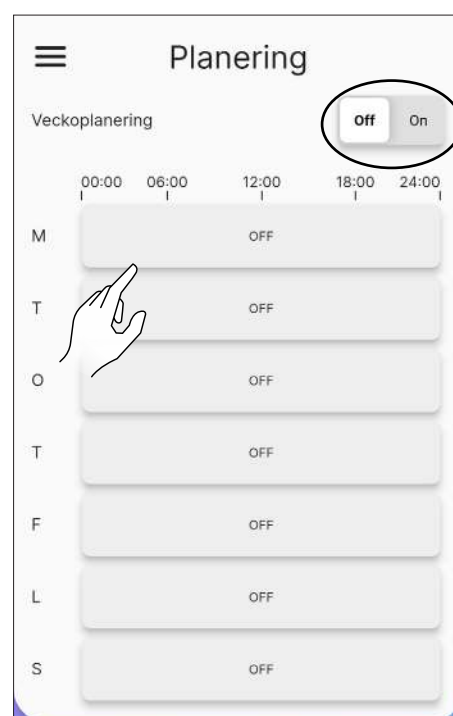 Planering
Veckoplanering Off On
00:00 06:00 12:00 18:00 24:00
M OFF
T OFF
O OFF
T OFF
F OFF
L OFF
S OFF